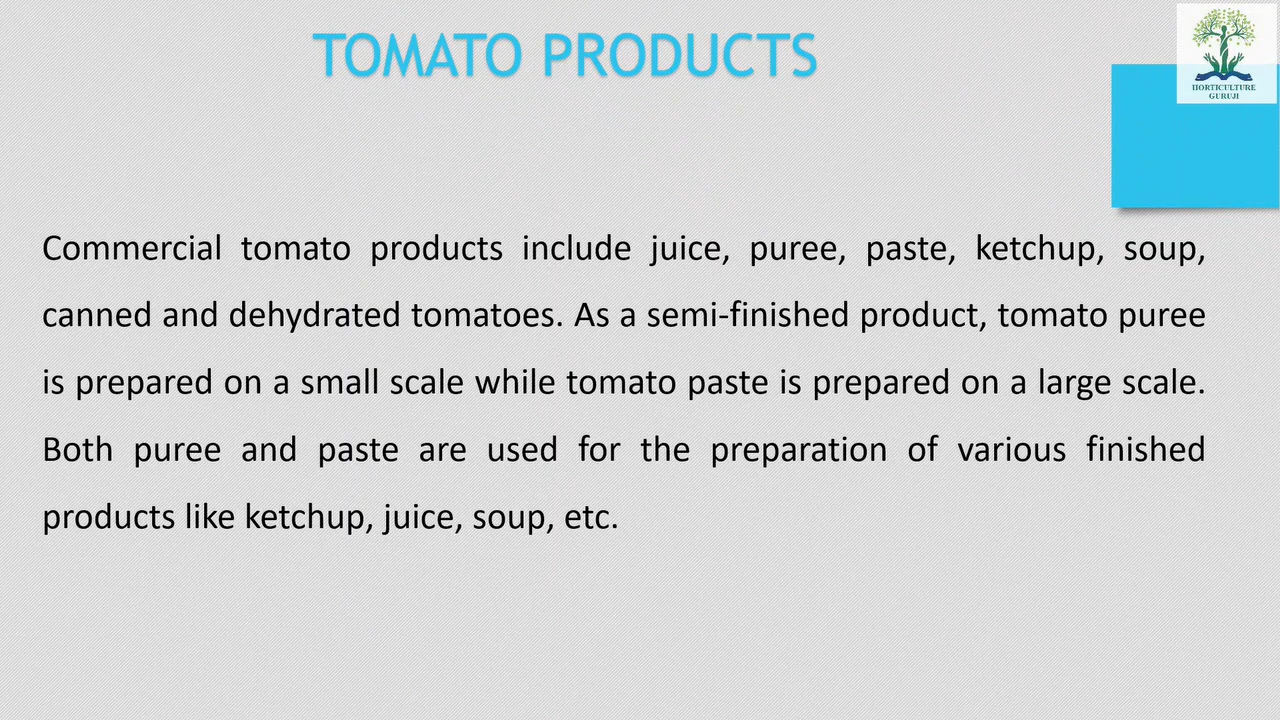 TOMATO PRODUCTS
HORTICULTURE
GURUJI
Commercial tomato products include juice, puree, paste, ketchup, soup,
canned and dehydrated tomatoes. As a semi-finished product, tomato puree
is prepared on a small scale while tomato paste is prepared on a large scale.
Both puree and paste are used for the preparation of various finished
products like ketchup, juice, soup, etc.